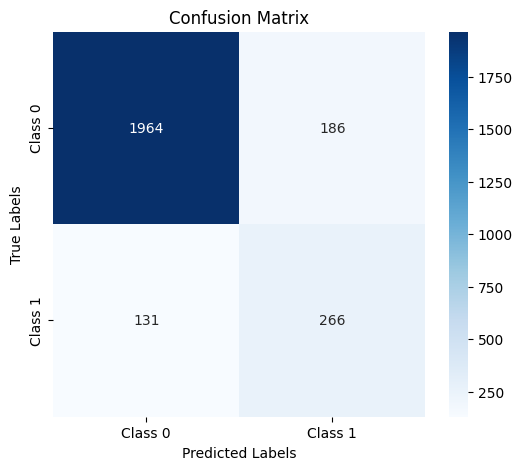 Confusion Matrix
True Labels
Class 0
1964
186
Class 1
131
266
Class 0
Class 1
Predicted Labels
1750
1500
1250
1000
750
500
250